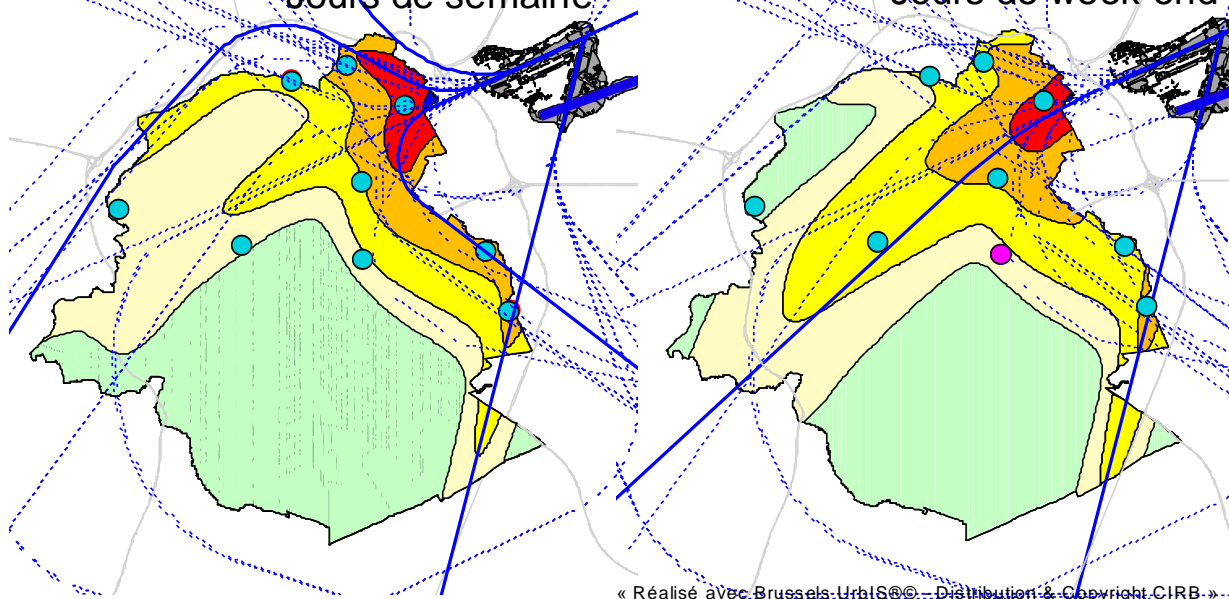 Jours de semaine
Jours de week-end
« Réalisé avec Brussels UrbIS®© - Distribution & Copyright CIRB »